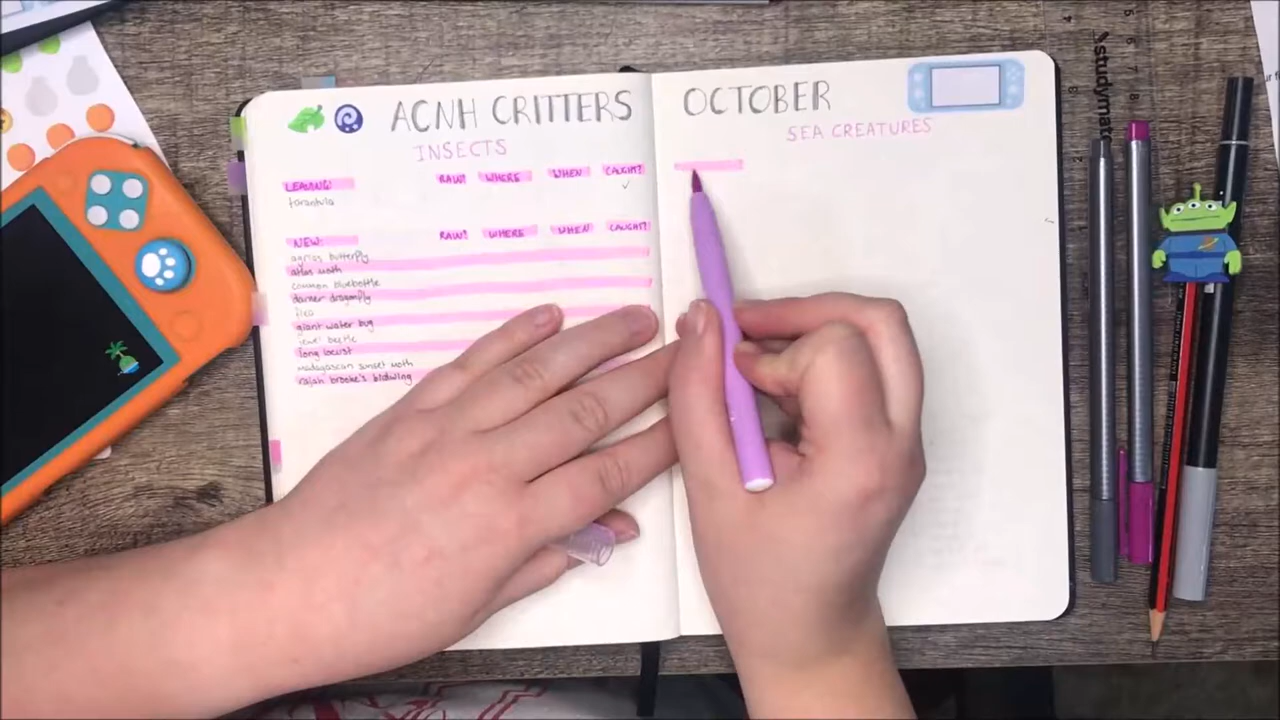 ACNH CRITTERS
INSECTS
LEAVING: RAW? WHERE WHEN CAUGHT?
tarantula ✓
NEW: RAW? WHERE WHEN CAUGHT?
agrias butterfly
atlas moth
common bluebottle
darner dragonfly
flea
giant water bug
jewel beetle
long locust
madagascan sunset moth
rajah brooke's birdwing
OCTOBER
SEA CREATURES
studymate